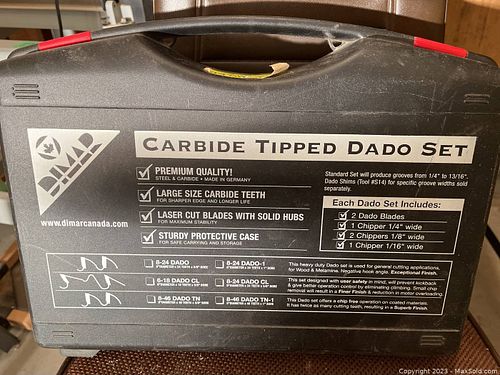 DIMAR
www.dimarcanada.com
CARBIDE TIPPED DADO SET
PREMIUM QUALITY!
STEEL & CARBIDE • MADE IN GERMANY
LARGE SIZE CARBIDE TEETH
FOR SHARPER EDGE AND LONGER LIFE
LASER CUT BLADES WITH SOLID HUBS
FOR MAXIMUM STABILITY
STURDY PROTECTIVE CASE
FOR SAFE CARRYING AND STORAGE
Standard Set will produce grooves from 1/4" to 13/16".
Dado Shims (Tool #S14) for specific groove widths sold
separately.
Each Dado Set Includes:
2 Dado Blades
1 Chipper 1/4" wide
2 Chippers 1/8" wide
1 Chipper 1/16" wide
8-24 DADO
8-24 DADO-1
This heavy duty Dado set is used for general cutting applications,
for Wood & Melamine. Negative hook angle. Exceptional Finish.
6-18 DADO CL
8-24 DADO CL
This set designed with user safety in mind, will prevent kickback
& give better operation control by eliminating climbing. Small chip
removal will result in a Finer Finish & reduction in motor overloading.
8-46 DADO TN
8-46 DADO TN-1
This Dado set offers a chip free operation on coated materials.
It has twice as many cutting teeth, resulting in a Superb Finish.
Copyright 2023 - MaxSold.com